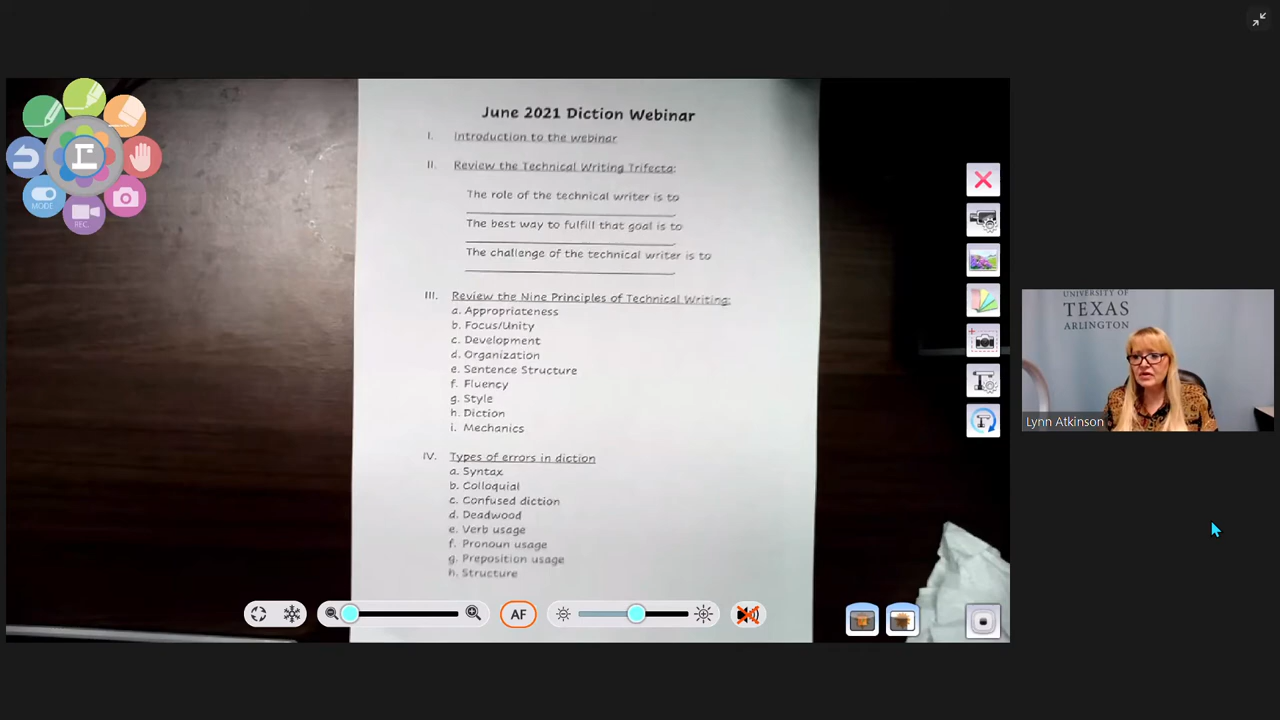 June 2021 Diction Webinar
I. Introduction to the webinar
II. Review the Technical Writing Trifecta:
The role of the technical writer is to
The best way to fulfill that goal is to
The challenge of the technical writer is to
III. Review the Nine Principles of Technical Writing:
a. Appropriateness
b. Focus/Unity
c. Development
d. Organization
e. Sentence Structure
f. Fluency
g. Style
h. Diction
i. Mechanics
IV. Types of errors in diction
a. Syntax
b. Colloquial
c. Confused diction
d. Deadwood
e. Verb usage
f. Pronoun usage
g. Preposition usage
h. Structure
MODE
REC.
AF
UNIVERSITY OF
TEXAS
ARLINGTON
Lynn Atkinson